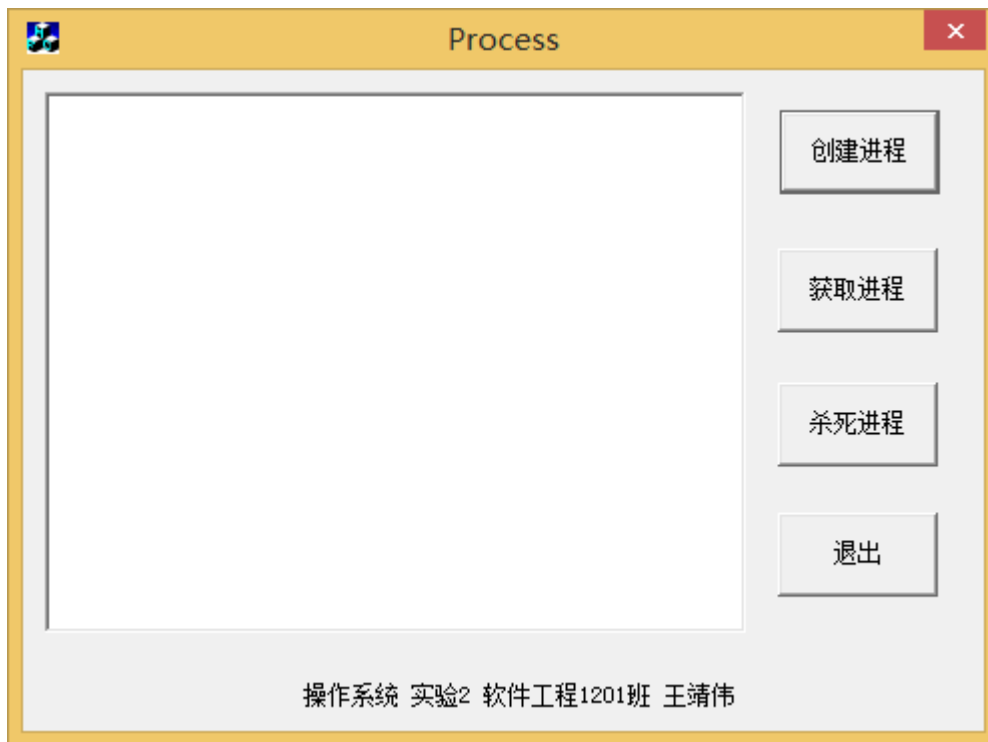 Process
创建进程
获取进程
杀死进程
退出
操作系统 实验2 软件工程1201班 王靖伟